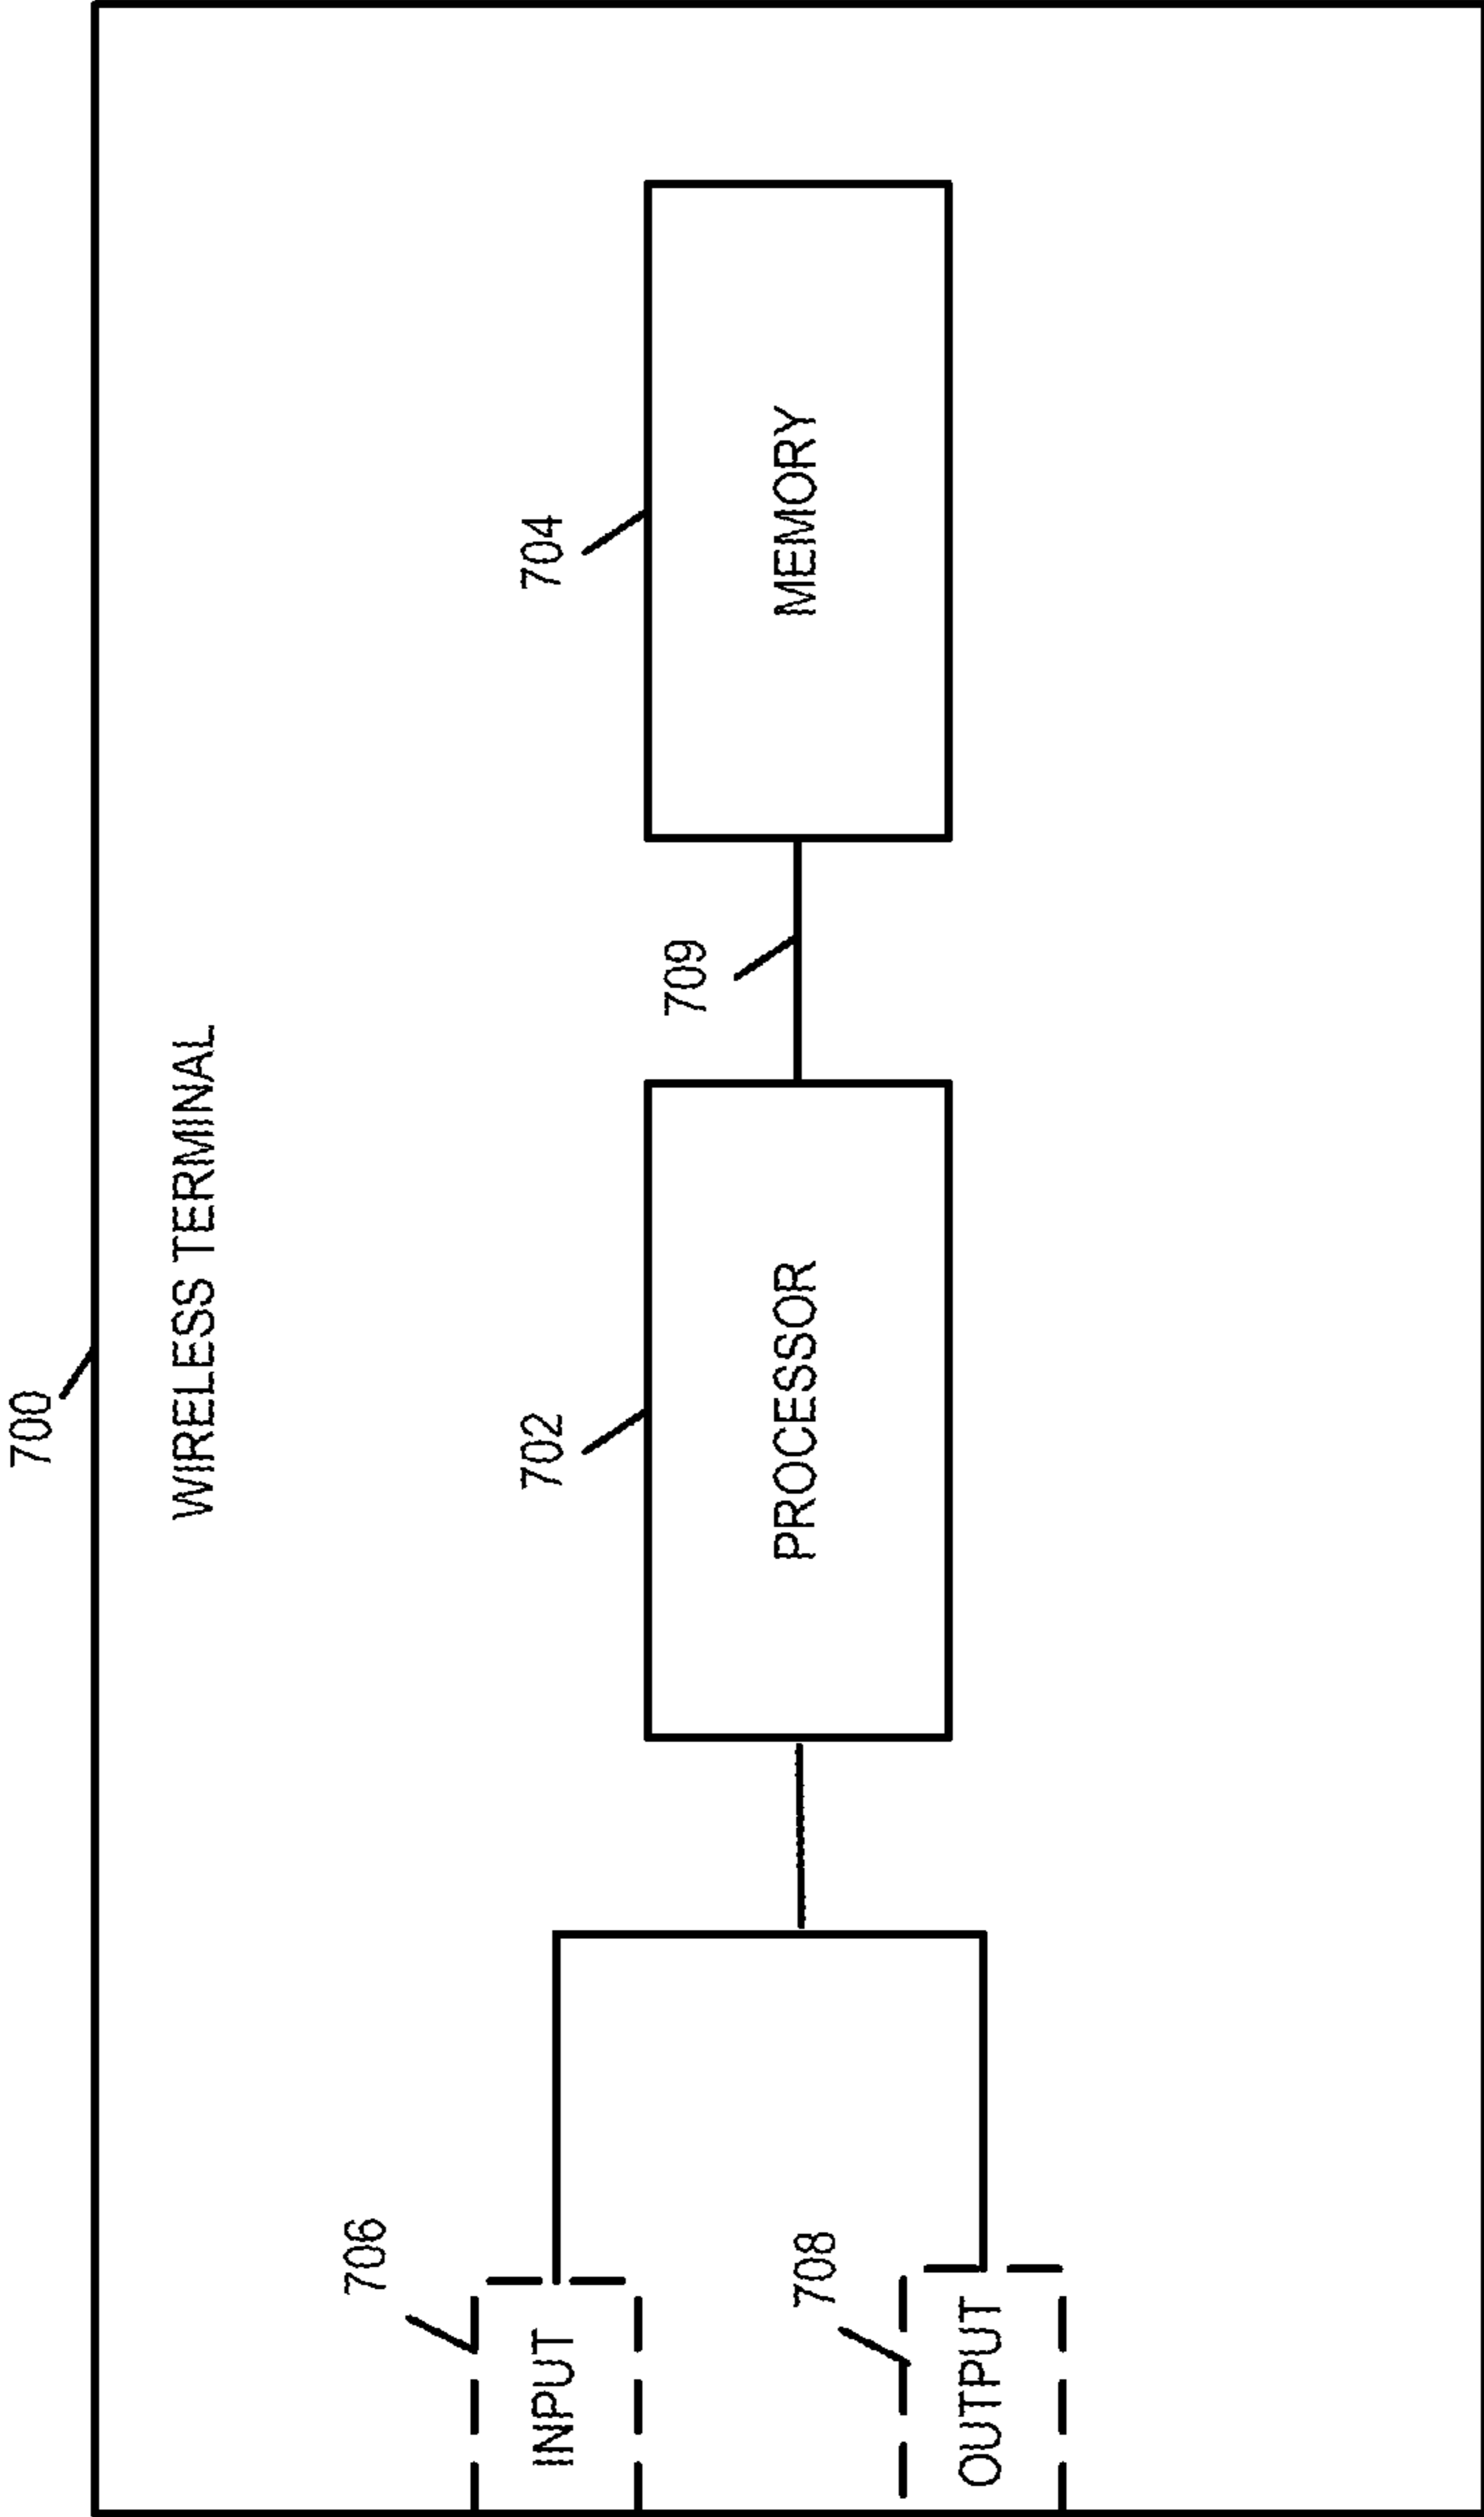 700
WIRELESS TERMINAL
706
INPUT
702
704
709
PROCESSOR
MEMORY
708
OUTPUT